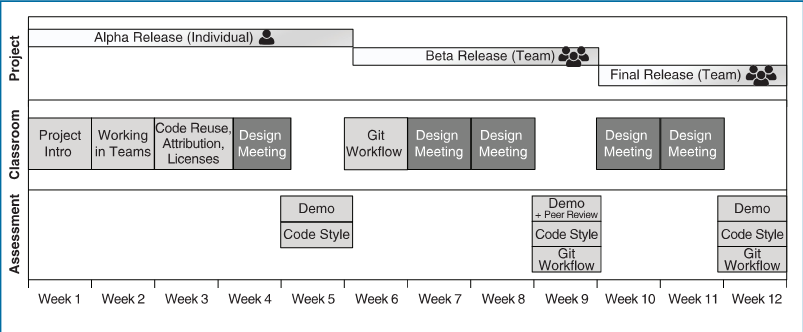 Project
Alpha Release (Individual)
Beta Release (Team)
Final Release (Team)
Classroom
Project
Intro
Working
in Teams
Code Reuse,
Attribution,
Licenses
Design
Meeting
Git
Workflow
Design
Meeting
Design
Meeting
Design
Meeting
Design
Meeting
Assessment
Demo
Code Style
Demo
+ Peer Review
Code Style
Git
Workflow
Demo
Code Style
Git
Workflow
Week 1 Week 2 Week 3 Week 4 Week 5 Week 6 Week 7 Week 8 Week 9 Week 10 Week 11 Week 12